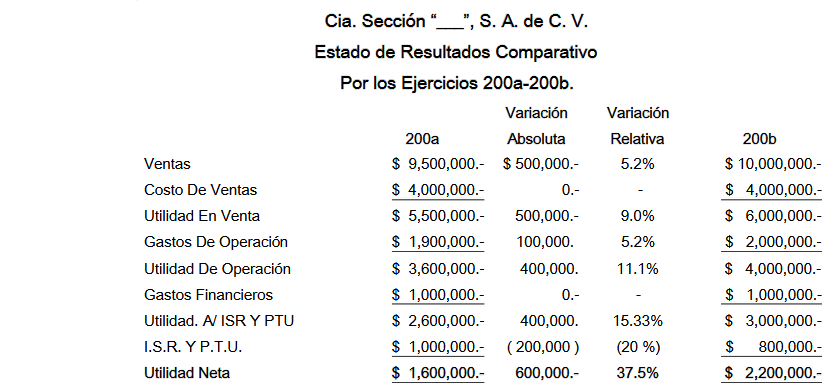 Cia. Sección “___”, S. A. de C. V.
Estado de Resultados Comparativo
Por los Ejercicios 200a-200b.
Variación Variación
200a Absoluta Relativa 200b
Ventas $ 9,500,000.- $ 500,000.- 5.2% $ 10,000,000.-
Costo De Ventas $ 4,000,000.- 0.- - $ 4,000,000.-
Utilidad En Venta $ 5,500,000.- 500,000.- 9.0% $ 6,000,000.-
Gastos De Operación $ 1,900,000.- 100,000. 5.2% $ 2,000,000.-
Utilidad De Operación $ 3,600,000.- 400,000. 11.1% $ 4,000,000.-
Gastos Financieros $ 1,000,000.- 0.- - $ 1,000,000.-
Utilidad. A/ ISR Y PTU $ 2,600,000.- 400,000. 15.33% $ 3,000,000.-
I.S.R. Y P.T.U. $ 1,000,000.- ( 200,000 ) (20 %) $ 800,000.-
Utilidad Neta $ 1,600,000.- 600,000.- 37.5% $ 2,200,000.-